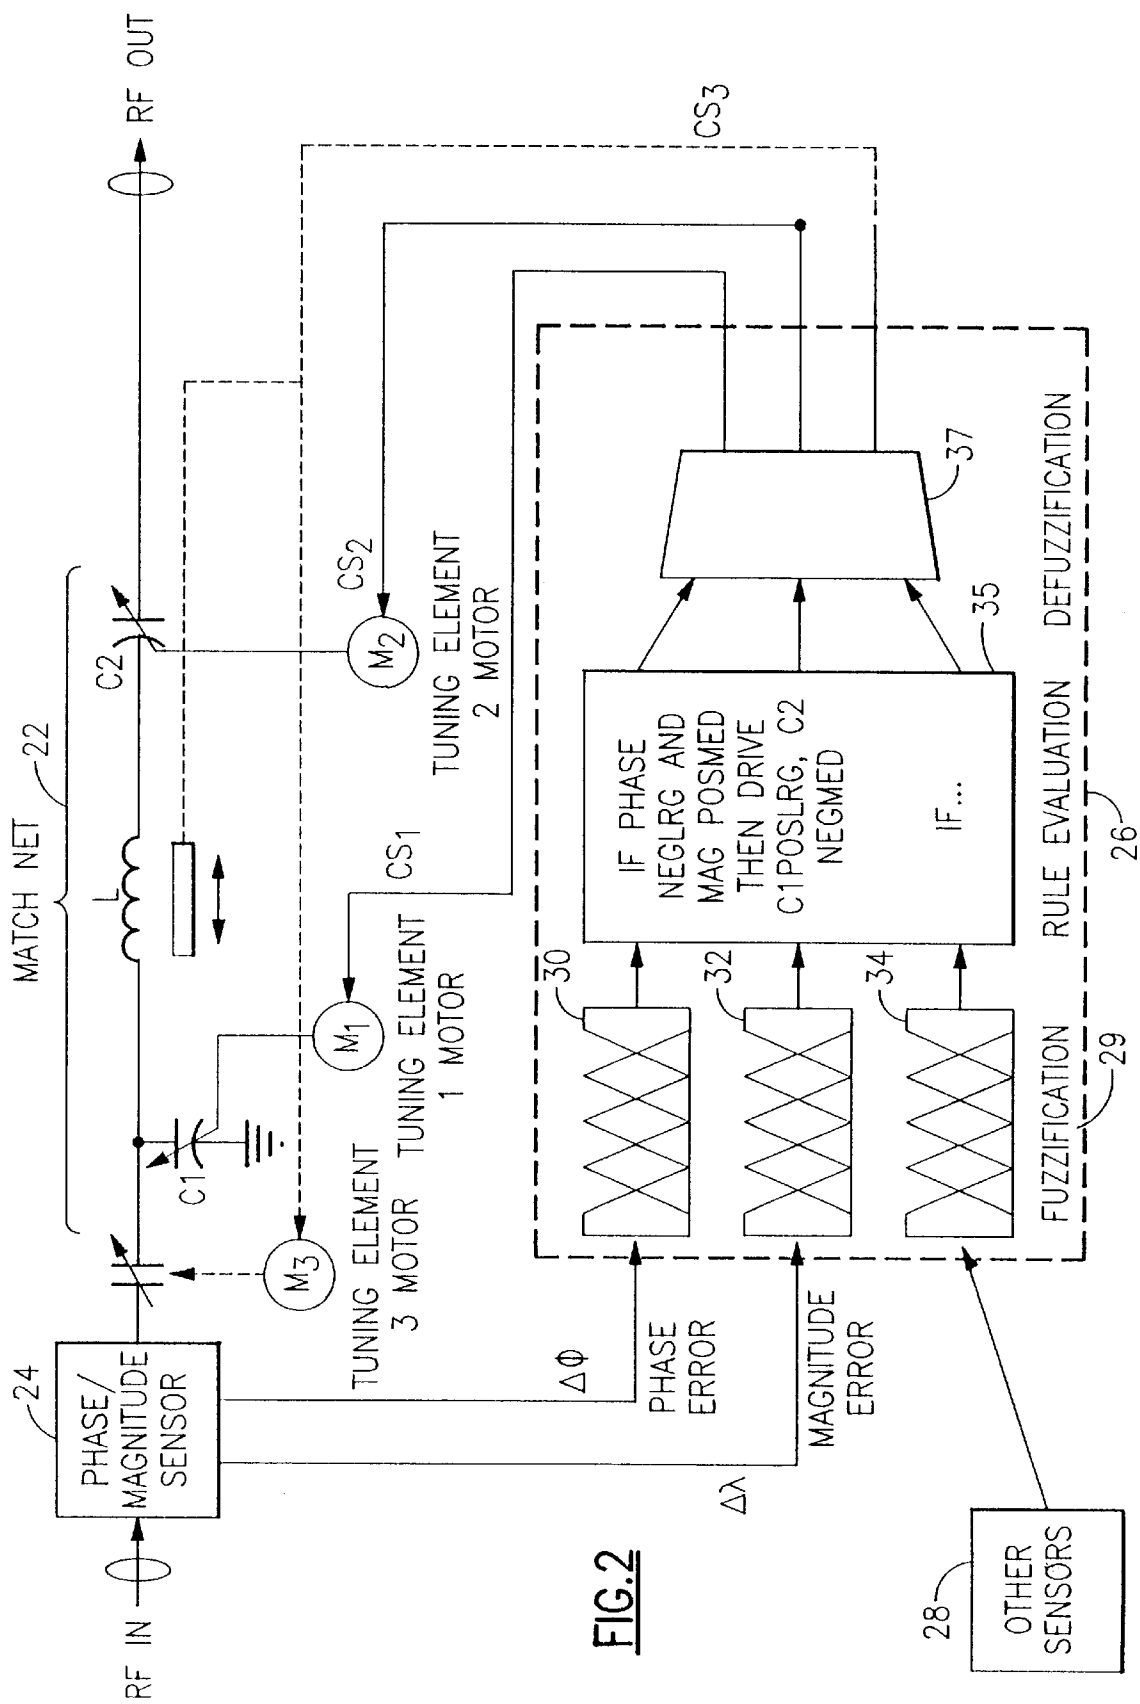 RF IN
24
PHASE/
MAGNITUDE
SENSOR
MATCH NET
22
C1
L
C2
RF OUT
M3
TUNING ELEMENT
3 MOTOR
M1
TUNING ELEMENT
1 MOTOR
CS1
M2
TUNING ELEMENT
2 MOTOR
CS2
CS3
ΔΦ
PHASE
ERROR
Δλ
MAGNITUDE
ERROR
28
OTHER
SENSORS
30
32
34
FUZZIFICATION
29
IF PHASE
NEGLRG AND
MAG POSMED
THEN DRIVE
C1POSLRG, C2
NEGMED
IF...
35
RULE EVALUATION
26
37
DEFUZZIFICATION
FIG.2